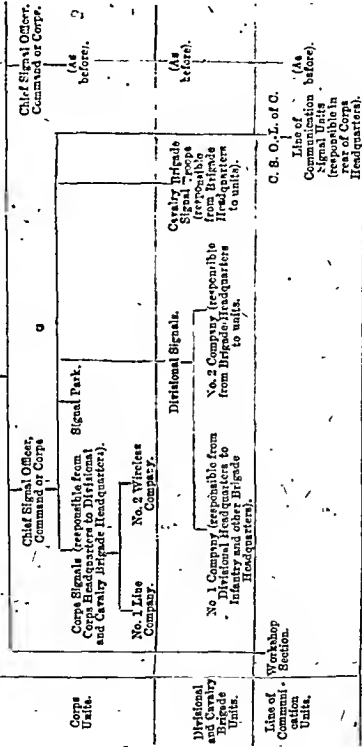 Chief Signal Officer,
Command or Corps
Chief Signal Officer,
Command or Corps.
Corps
Units.
Corps Signals (responsible from
Corps Headquarters to Divisional
and Cavalry Brigade Headquarters).
Signal Park.
(As
before).
No. 1 Line
Company.
No. 2 Wireless
Company.
Divisional
and Cavalry
Brigade
Units.
Divisional Signals.
Cavalry Brigade
Signal Troops
(responsible
from Brigade
Headquarters
to units).
(As
before).
No. 1 Company (responsible from
Divisional Headquarters to
Infantry and other Brigade
Headquarters).
No. 2 Company (responsible
from Brigade Headquarters
to units.
Line of
Communi-
cation
Units.
Workshop
Section.
C. S. O. L. of C.
Line of
Communication
Signal Units
(responsible in
rear of Corps
Headquarters).
(As
before).